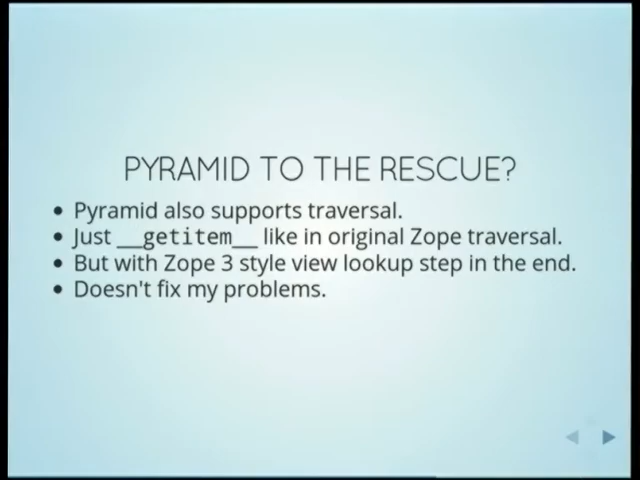 PYRAMID TO THE RESCUE?
• Pyramid also supports traversal.
• Just __getitem__ like in original Zope traversal.
• But with Zope 3 style view lookup step in the end.
• Doesn't fix my problems.